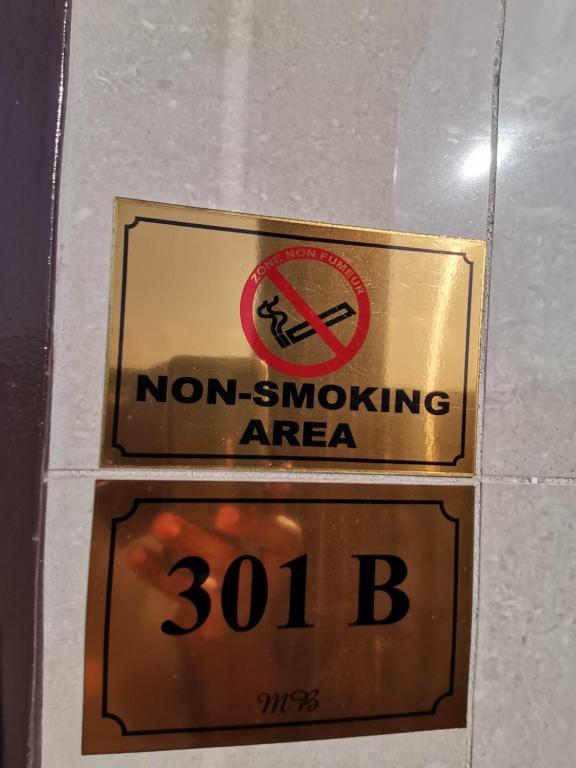 ZONE NON FUMEUR
NON-SMOKING
AREA
301 B
MB